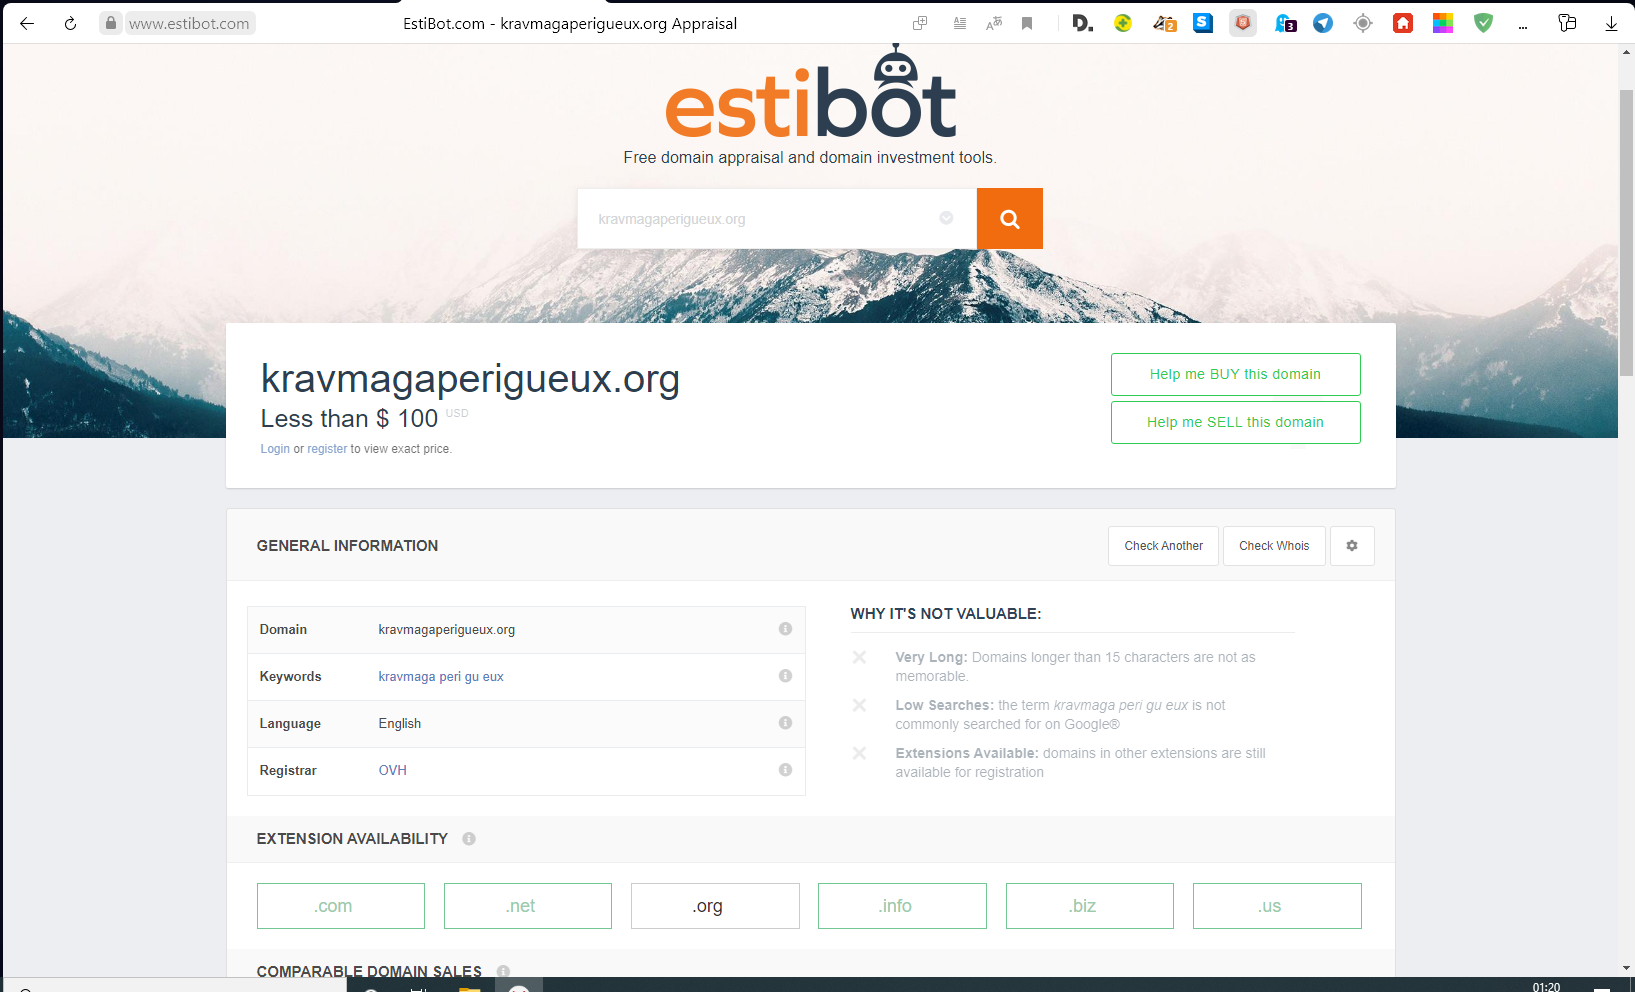 www.estibot.com
EstiBot.com - kravmagaperigueux.org Appraisal
D.
2
S
3
...
estibot
Free domain appraisal and domain investment tools.
kravmagaperigueux.org
kravmagaperigueux.org
Less than $ 100 USD
Login or register to view exact price.
Help me BUY this domain
Help me SELL this domain
GENERAL INFORMATION
Check Another
Check Whois
Domain kravmagaperigueux.org
Keywords kravmaga peri gu eux
Language English
Registrar OVH
WHY IT'S NOT VALUABLE:
Very Long: Domains longer than 15 characters are not as
memorable.
Low Searches: the term kravmaga peri gu eux is not
commonly searched for on Google®
Extensions Available: domains in other extensions are still
available for registration
EXTENSION AVAILABILITY
.com .net .org .info .biz .us
COMPARABLE DOMAIN SALES
01:20